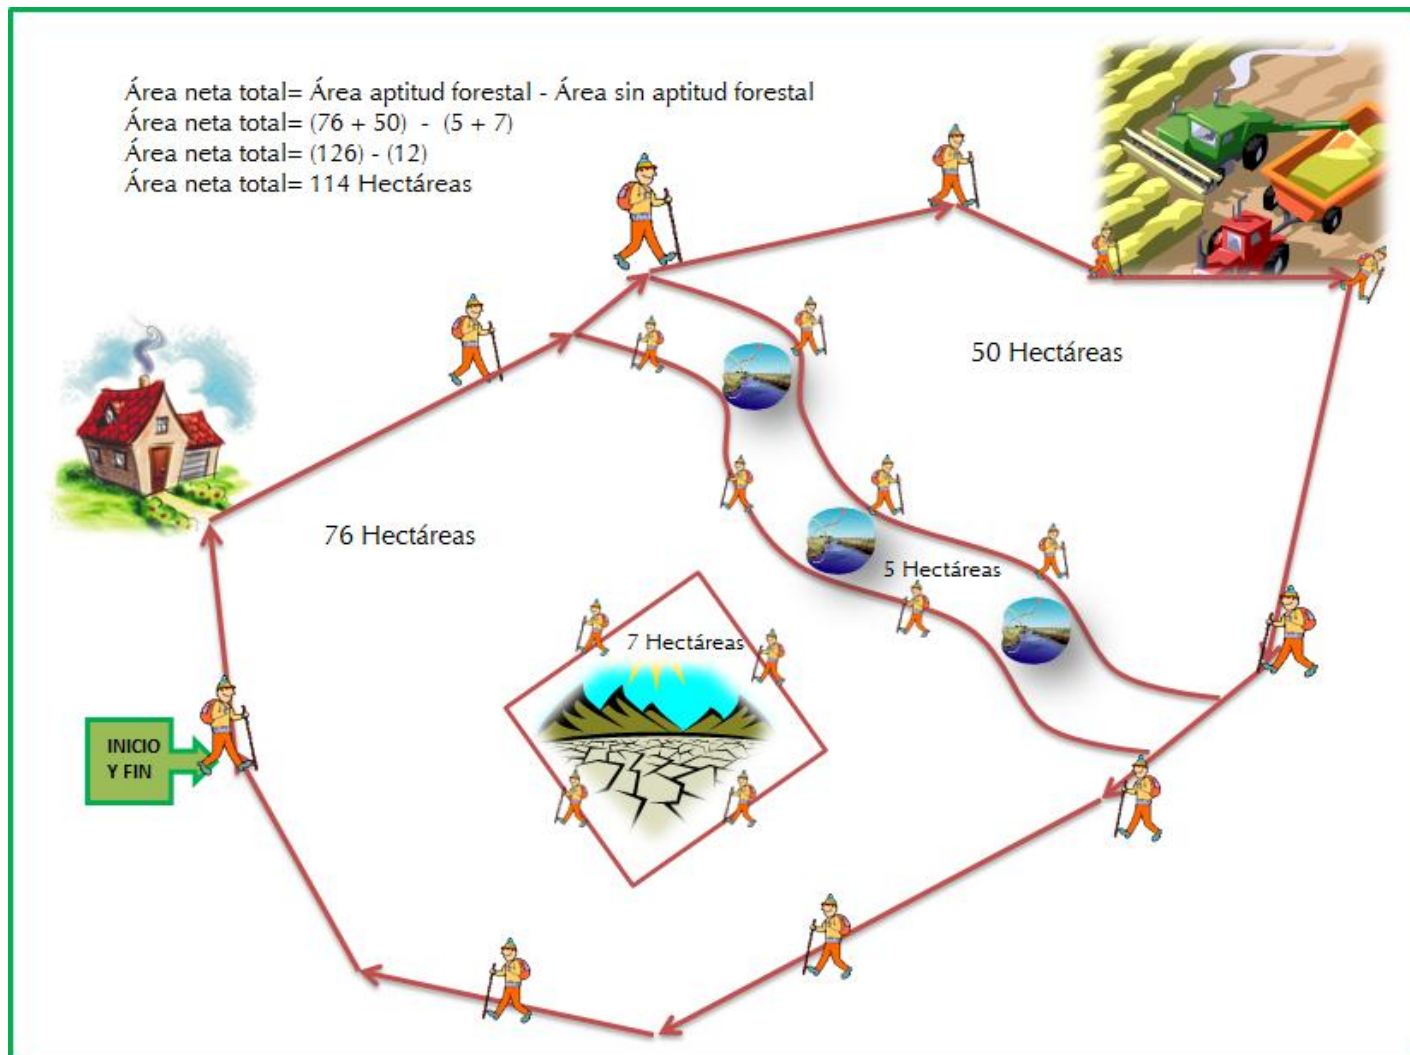 Área neta total= Área aptitud forestal - Área sin aptitud forestal
Área neta total= (76 + 50)  -  (5 + 7)
Área neta total= (126) - (12)
Área neta total= 114 Hectáreas
50 Hectáreas
76 Hectáreas
5 Hectáreas
7 Hectáreas
INICIO
Y FIN